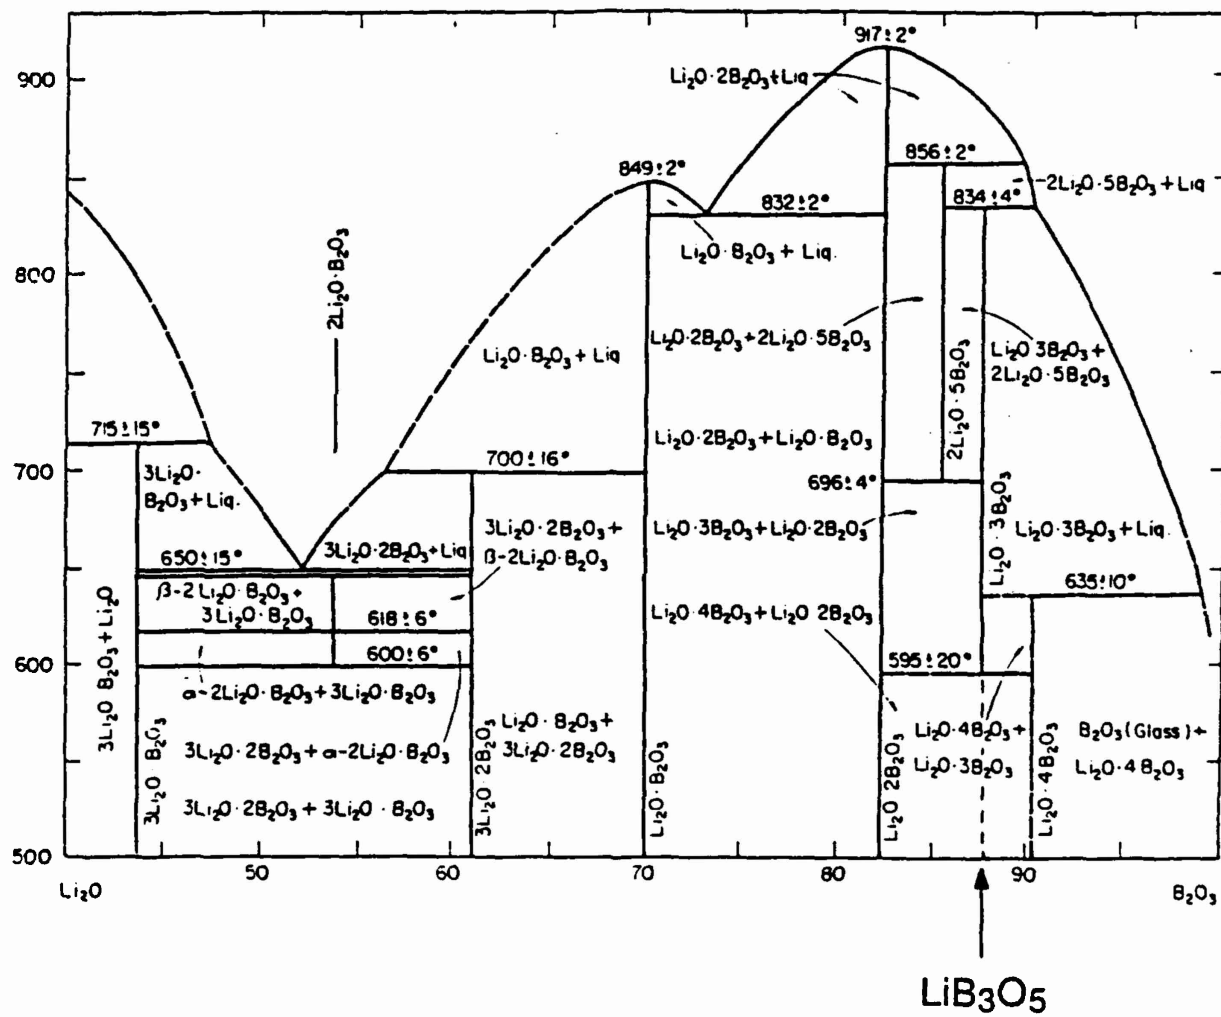 917±2°
900
Li₂O·2B₂O₃+Liq
856±2°
849±2°
2Li₂O·5B₂O₃ + Liq
834±4°
832±2°
Li₂O·B₂O₃ + Liq.
800
2Li₂O·B₂O₃
Li₂O·2B₂O₃+2Li₂O·5B₂O₃
Li₂O·B₂O₃ + Liq
Li₂O·3B₂O₃+
2Li₂O·5B₂O₃
2Li₂O·5B₂O₃
715±15°
Li₂O·2B₂O₃+Li₂O·B₂O₃
700
700±16°
696±4°
3Li₂O·
B₂O₃+Liq.
Li₂O·3B₂O₃
3Li₂O·2B₂O₃+
β-2Li₂O·B₂O₃
Li₂O·3B₂O₃+Li₂O·2B₂O₃
Li₂O·3B₂O₃+Liq.
650±15°
3Li₂O·2B₂O₃+Liq
β-2Li₂O·B₂O₃+
3Li₂O·B₂O₃
635±10°
618±6°
Li₂O·4B₂O₃+Li₂O 2B₂O₃
600
600±6°
595±20°
3Li₂O B₂O₃+Li₂O
α-2Li₂O·B₂O₃+3Li₂O·B₂O₃
Li₂O·B₂O₃+
3Li₂O·2B₂O₃
3Li₂O·2B₂O₃+α-2Li₂O·B₂O₃
Li₂O·4B₂O₃+
Li₂O·3B₂O₃
B₂O₃(Glass)+
Li₂O·4B₂O₃
3Li₂O·2B₂O₃+3Li₂O·B₂O₃
3Li₂O B₂O₃
3Li₂O·2B₂O₃
Li₂O·B₂O₃
Li₂O 2B₂O₃
Li₂O·4B₂O₃
500
Li₂O
50
60
70
80
90
B₂O₃
LiB₃O₅